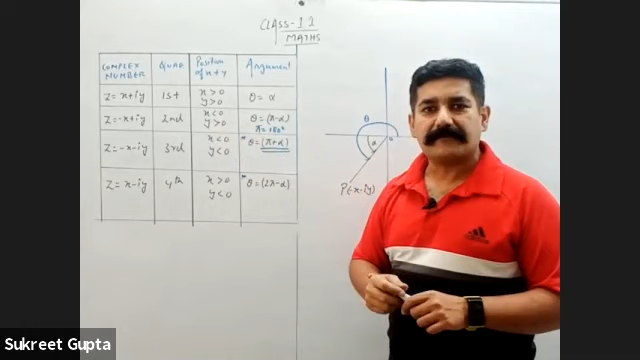 CLASS-11
MATHS
COMPLEX NUMBER QUAD Position of x+y Argument
Z = x+iy 1st x > 0 y > 0 θ = α
Z = -x+iy 2nd x < 0 y > 0 θ = (π-α) π = 180°
Z = -x-iy 3rd x < 0 y < 0 *θ = (π+α)
Z = x-iy 4th x > 0 y < 0 *θ = (2π-α)
θ
α
o
P(-x-iy)
adidas
Sukreet Gupta